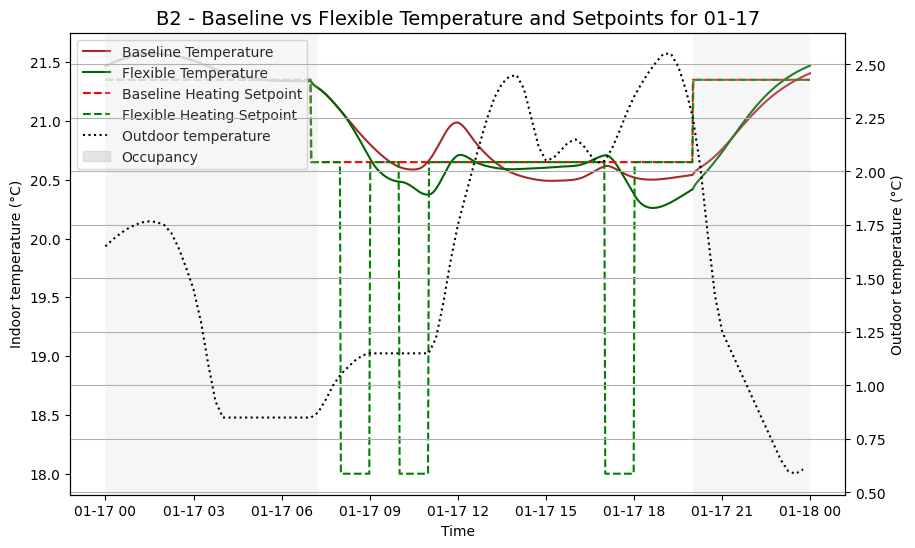 B2 - Baseline vs Flexible Temperature and Setpoints for 01-17
Baseline Temperature
Flexible Temperature
Baseline Heating Setpoint
Flexible Heating Setpoint
Outdoor temperature
Occupancy
Indoor temperature (°C)
21.5
21.0
20.5
20.0
19.5
19.0
18.5
18.0
2.50
2.25
2.00
1.75
1.50
1.25
1.00
0.75
0.50
Outdoor temperature (°C)
01-17 00 01-17 03 01-17 06 01-17 09 01-17 12 01-17 15 01-17 18 01-17 21 01-18 00
Time